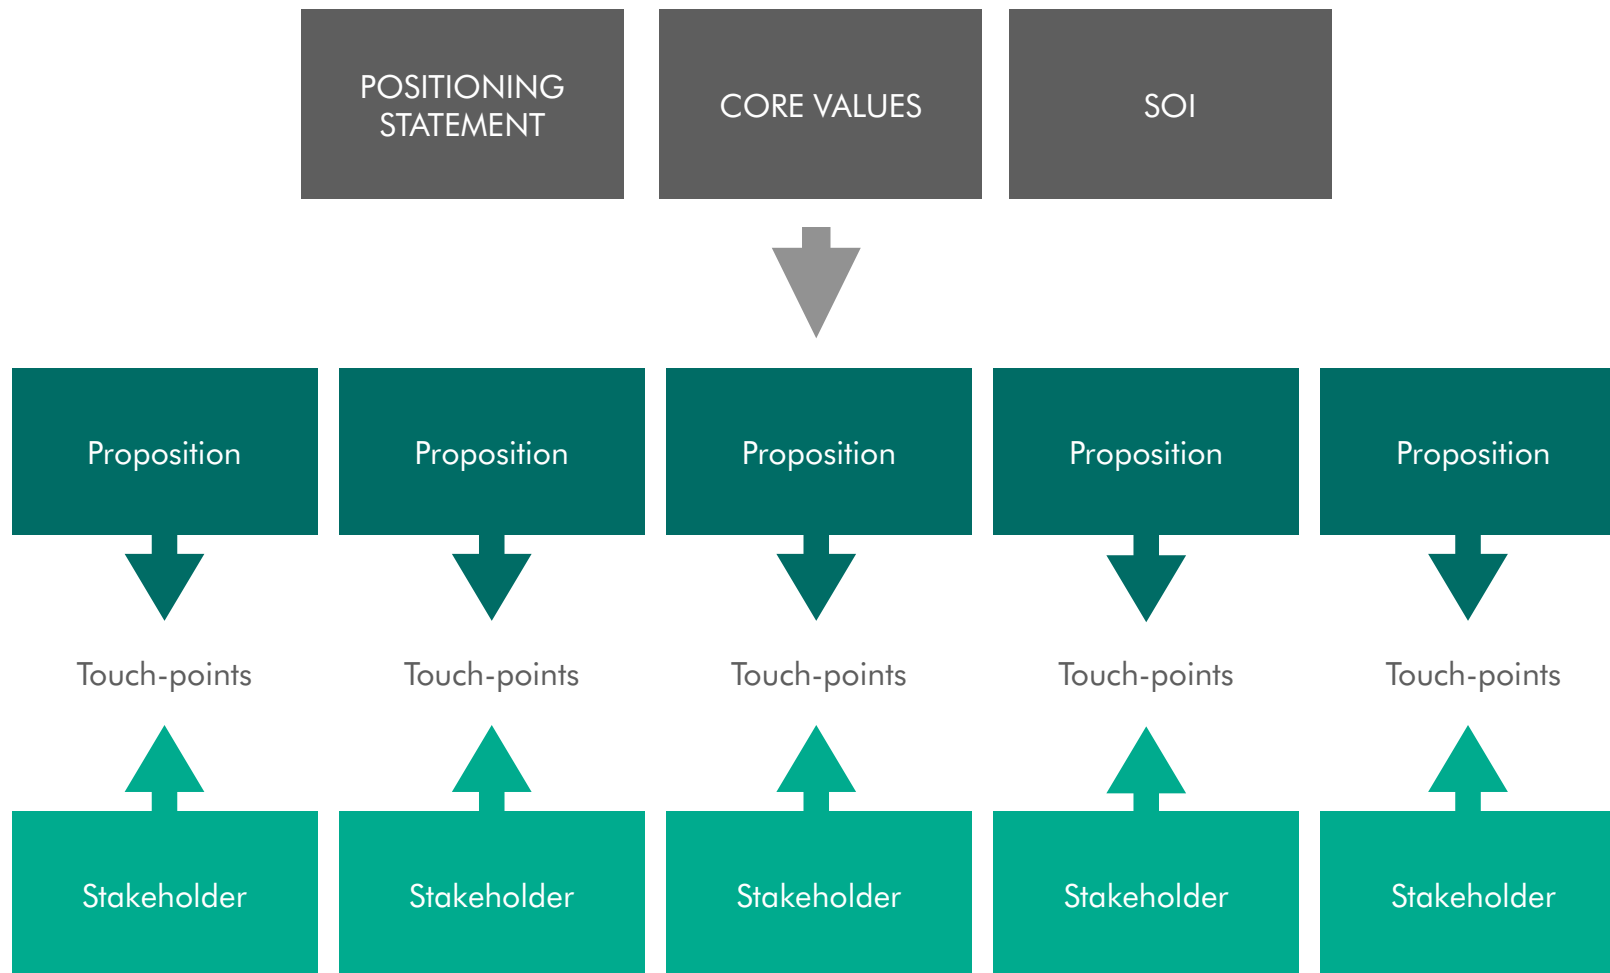 POSITIONING
STATEMENT
CORE VALUES
SOI
Proposition
Proposition
Proposition
Proposition
Proposition
Touch-points
Touch-points
Touch-points
Touch-points
Touch-points
Stakeholder
Stakeholder
Stakeholder
Stakeholder
Stakeholder